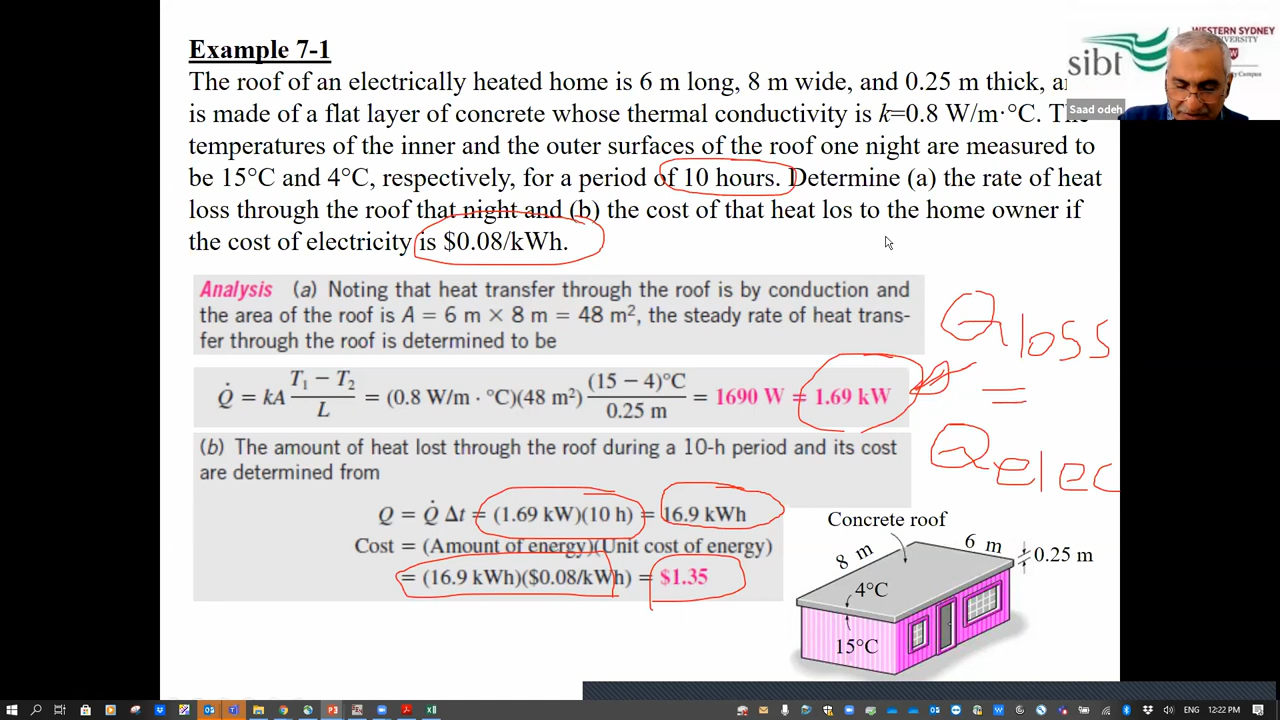 Example 7-1
The roof of an electrically heated home is 6 m long, 8 m wide, and 0.25 m thick, a
is made of a flat layer of concrete whose thermal conductivity is k=0.8 W/m·°C. T
temperatures of the inner and the outer surfaces of the roof one night are measured to
be 15°C and 4°C, respectively, for a period of 10 hours. Determine (a) the rate of heat
loss through the roof that night and (b) the cost of that heat los to the home owner if
the cost of electricity is $0.08/kWh.
sibt
WESTERN SYDNEY
UNIVERSITY
W
y Campus
Saad odeh
Analysis (a) Noting that heat transfer through the roof is by conduction and
the area of the roof is A = 6 m × 8 m = 48 m², the steady rate of heat trans-
fer through the roof is determined to be
Q̇ = kA (T₁ − T₂)/L = (0.8 W/m · °C)(48 m²) (15 − 4)°C/0.25 m = 1690 W = 1.69 kW
(b) The amount of heat lost through the roof during a 10-h period and its cost
are determined from
Q = Q̇ Δt = (1.69 kW)(10 h) = 16.9 kWh
Cost = (Amount of energy)(Unit cost of energy)
= (16.9 kWh)($0.08/kWh) = $1.35
Q loss
=
Q elec
Concrete roof
8 m
6 m
0.25 m
4°C
15°C
ENG
12:22 PM